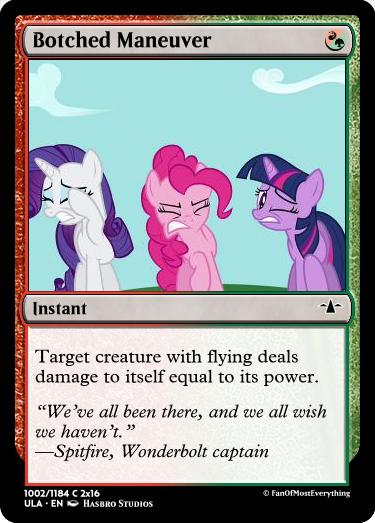 Botched Maneuver
Instant
Target creature with flying deals
damage to itself equal to its power.
“We’ve all been there, and we all wish
we haven’t.”
—Spitfire, Wonderbolt captain
1002/1184 C 2x16
ULA • EN Hasbro Studios
© FanOfMostEverything